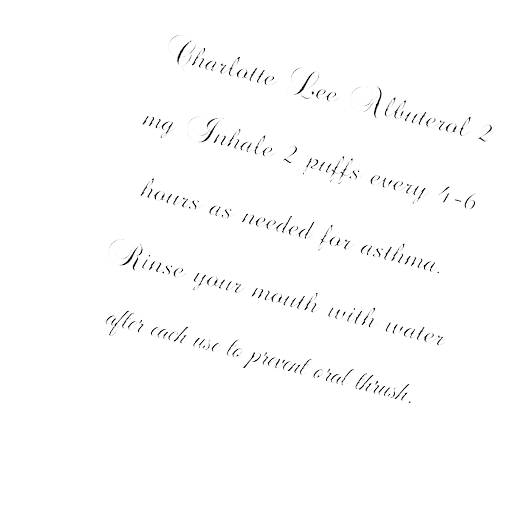 Charlotte Lee Albuterol 2
mg Inhale 2 puffs every 4-6
hours as needed for asthma.
Rinse your mouth with water
after each use to prevent oral thrush.